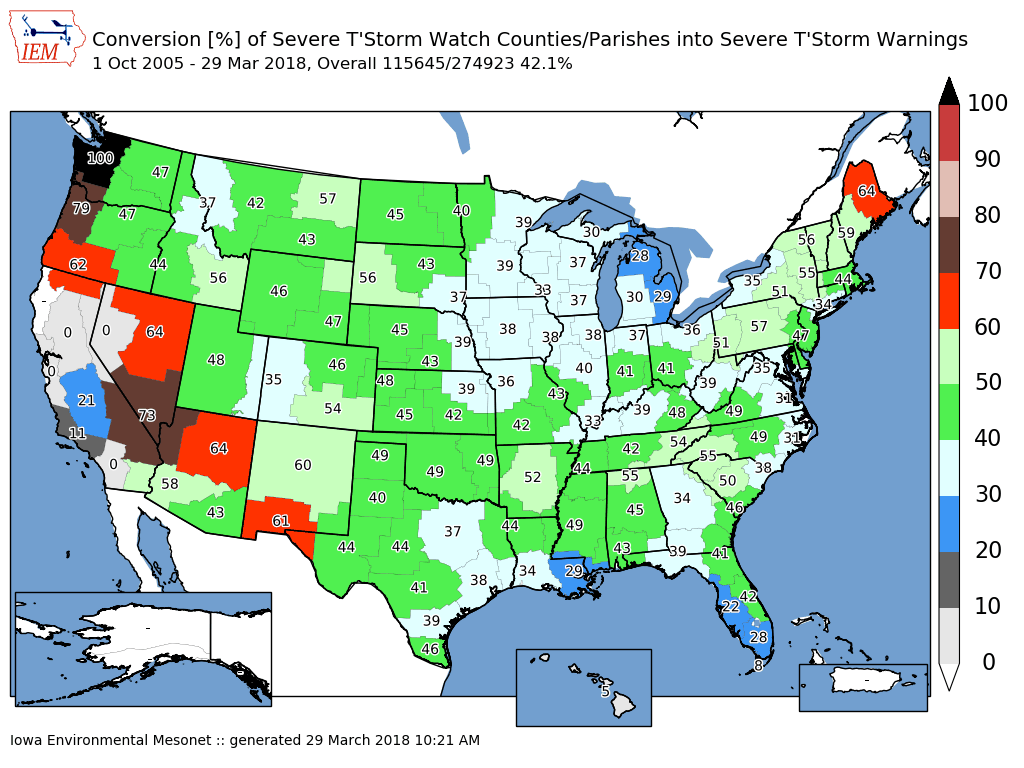 IEM
Conversion [%] of Severe T'Storm Watch Counties/Parishes into Severe T'Storm Warnings
1 Oct 2005 - 29 Mar 2018, Overall 115645/274923 42.1%
100
90
80
70
60
50
40
30
20
10
0
100 47 37 42 57 45 40 39 30 28 64
79 47 44 43 43 39 37 56 59
62 56 46 56 37 33 37 30 29 35 55 44
- 0 0 64 47 45 38 38 38 37 36 51 34
0 48 35 46 43 39 36 40 41 41 51 57 47
21 73 54 48 39 43 39 35
11 45 42 42 33 39 48 49 31
0 64 60 49 49 49 52 44 42 54 55 49 31
58 43 61 40 37 44 49 55 45 34 50 38 46
44 44 41 38 34 29 43 39 41
39 46 22 42 28 8
- 5 -
Iowa Environmental Mesonet :: generated 29 March 2018 10:21 AM